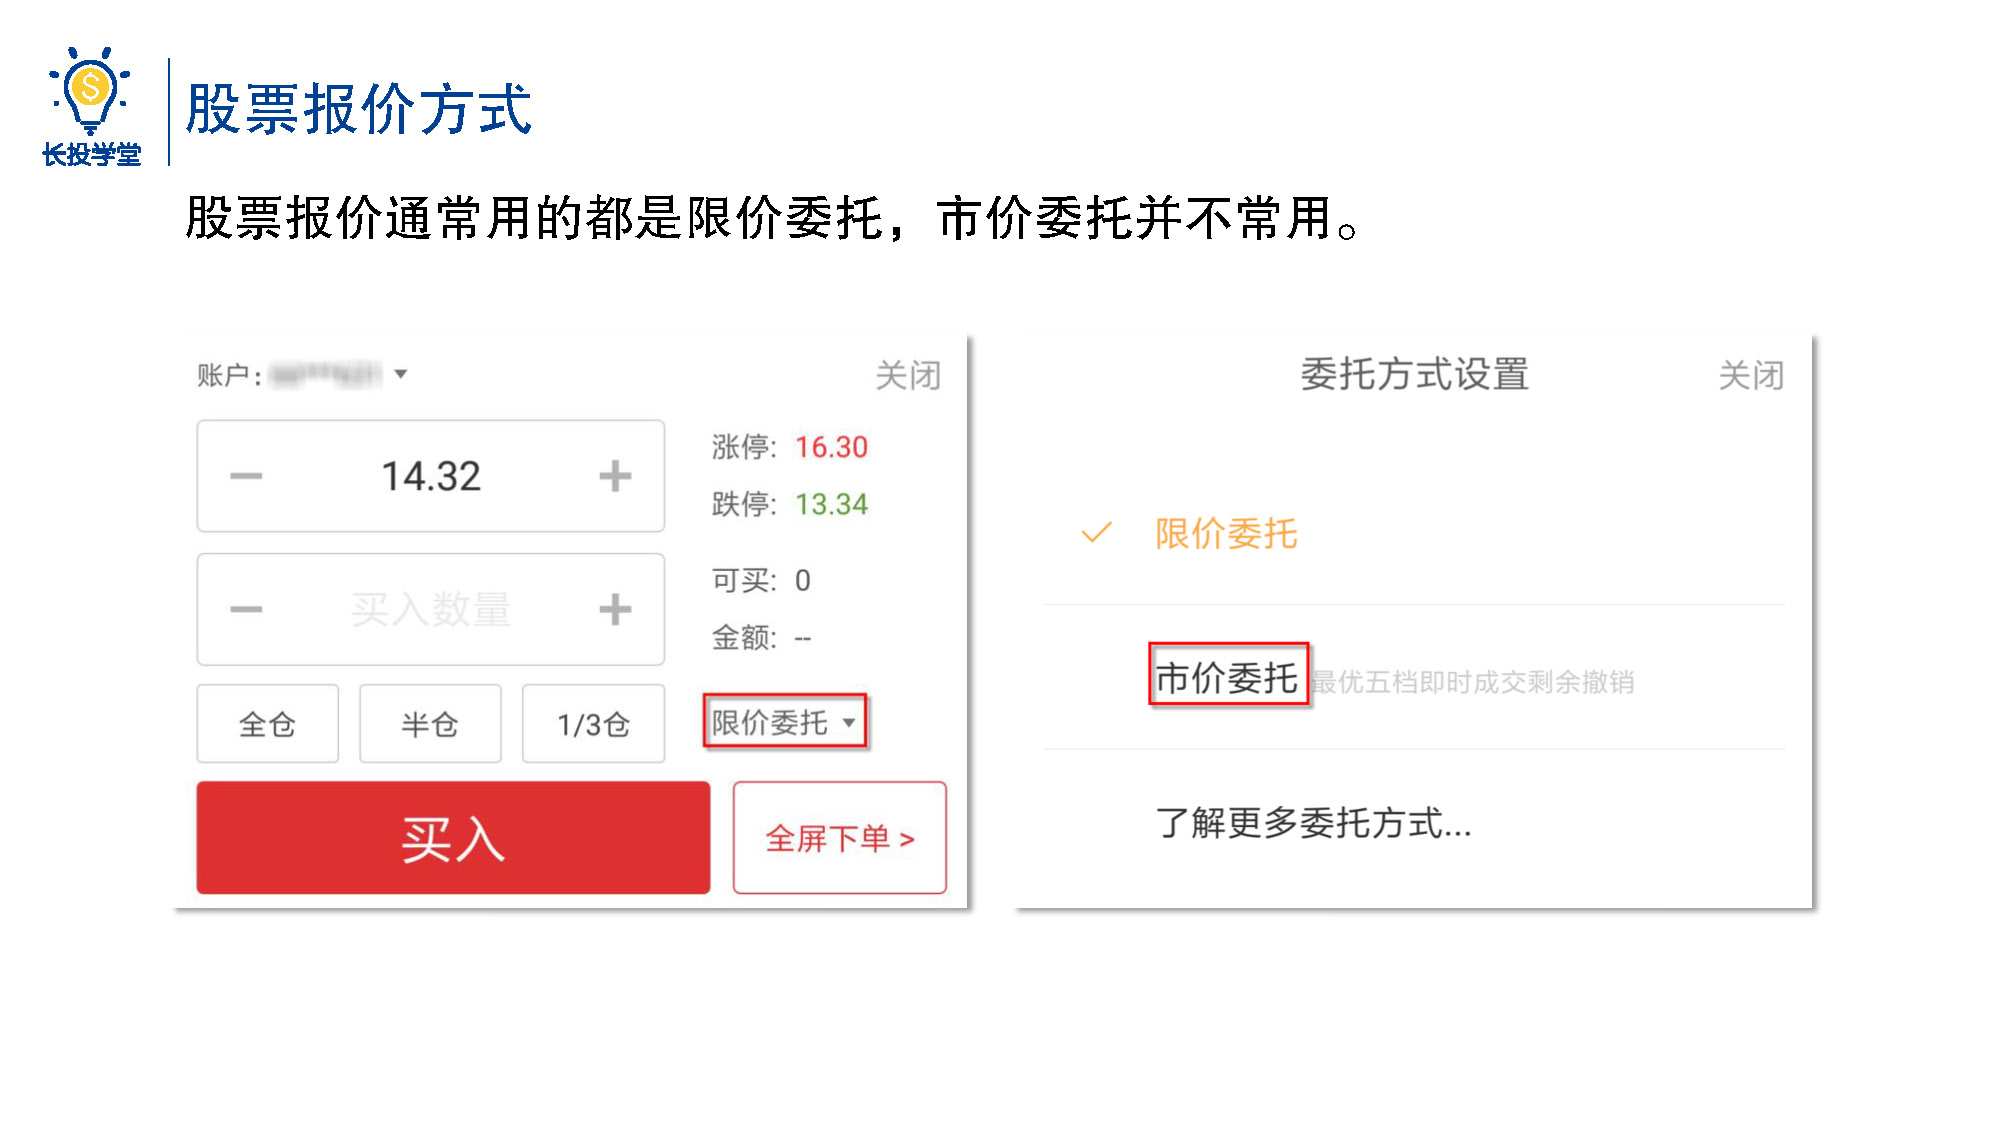 长投学堂
股票报价方式
股票报价通常用的都是限价委托，市价委托并不常用。
账户:
关闭
14.32
涨停: 16.30
跌停: 13.34
买入数量
可买: 0
金额: --
全仓
半仓
1/3仓
限价委托
买入
全屏下单 >
委托方式设置
关闭
限价委托
市价委托 最优五档即时成交剩余撤销
了解更多委托方式...